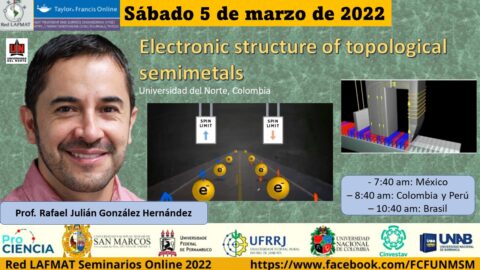 Red LAFMAT
Taylor & Francis Online
Sábado 5 de marzo de 2022
Electronic structure of topological
semimetals
Universidad del Norte, Colombia
SPIN
LIMIT
SPIN
LIMIT
e
e
- 7:40 am: México
– 8:40 am: Colombia y Perú
– 10:40 am: Brasil
Prof. Rafael Julián González Hernández
Pro
CIENCIA
SAN MARCOS
UNIVERSIDADE
FEDERAL
DE PERNAMBUCO
UFRRJ
UNIVERSIDAD
NACIONAL
DE COLOMBIA
Cinvestav
UNAB
Red LAFMAT Seminarios Online 2022
https://www.facebook.com/FCFUNMSM